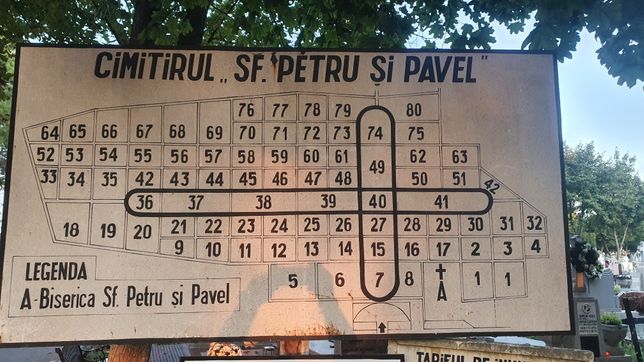 CIMITIRUL „SF. PETRU ȘI PAVEL"
76 77 78 79 80
64 65 66 67 68 69 70 71 72 73 74 75
52 53 54 55 56 57 58 59 60 61 49 62 63
33 34 35 42 43 44 45 46 47 48 50 51 42
36 37 38 39 40 41
18 19 20 21 22 23 24 25 26 27 28 29 30 31 32
9 10 11 12 13 14 15 16 17 2 3 4
5 6 7 8 A 1 1
LEGENDA
A-Biserica Sf. Petru și Pavel